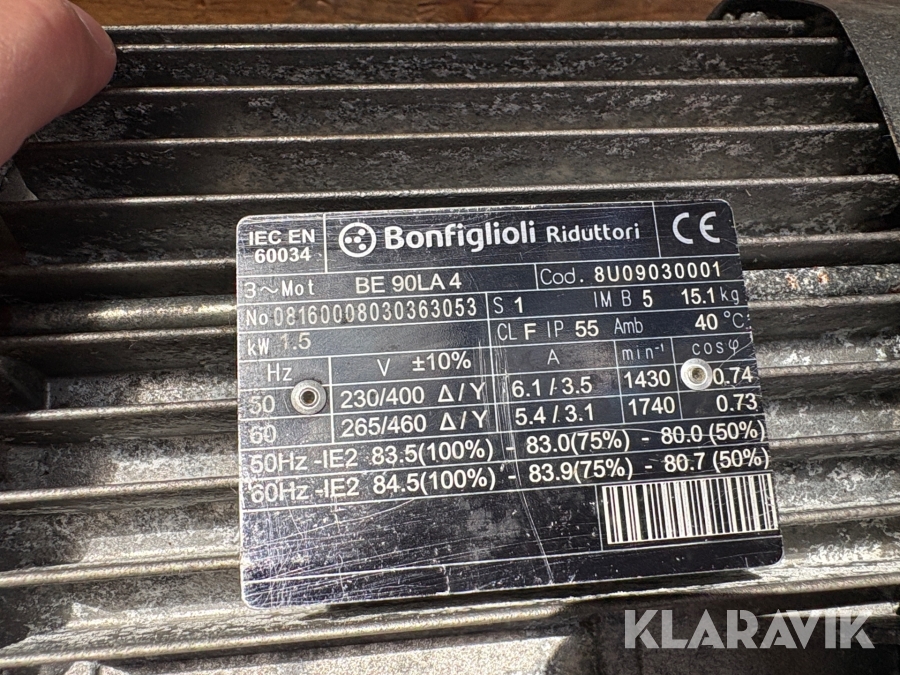 IEC EN 60034 Bonfiglioli Riduttori CE
3~Mot BE 90LA 4 Cod. 8U09030001
No 08160008030363053 S 1 IM B 5 15.1 kg
kW 1.5 CL F IP 55 Amb 40 °C
Hz V ±10% A min⁻¹ cosφ
50 230/400 Δ/Y 6.1 / 3.5 1430 0.74
60 265/460 Δ/Y 5.4 / 3.1 1740 0.73
50Hz -IE2 83.5(100%) - 83.0(75%) - 80.0 (50%)
60Hz -IE2 84.5(100%) - 83.9(75%) - 80.7 (50%)
KLARAVIK